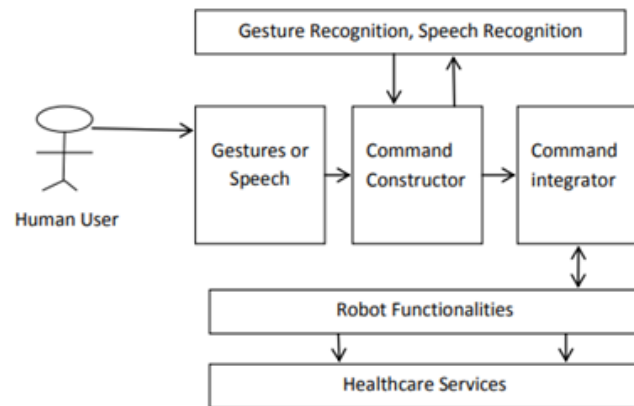 Gesture Recognition, Speech Recognition
Gestures or
Speech
Command
Constructor
Command
integrator
Human User
Robot Functionalities
Healthcare Services